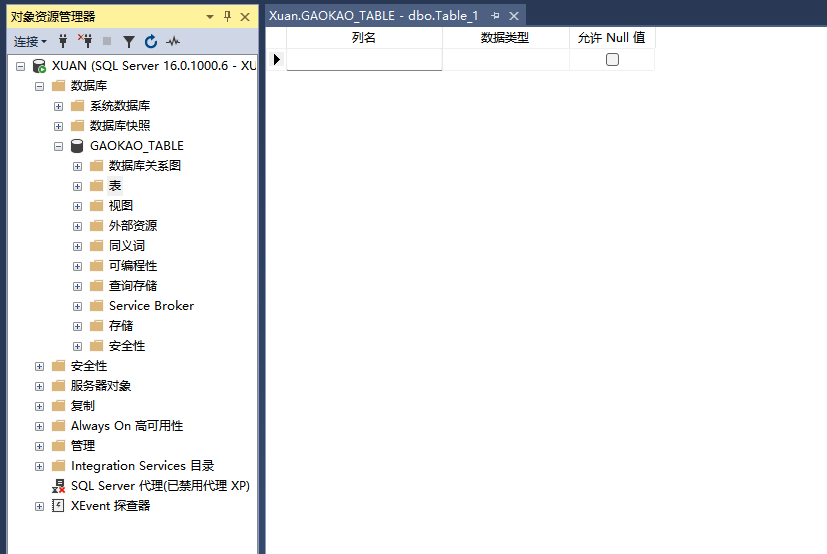 对象资源管理器
连接
XUAN (SQL Server 16.0.1000.6 - XU
数据库
系统数据库
数据库快照
GAOKAO_TABLE
数据库关系图
表
视图
外部资源
同义词
可编程性
查询存储
Service Broker
存储
安全性
安全性
服务器对象
复制
Always On 高可用性
管理
Integration Services 目录
SQL Server 代理(已禁用代理 XP)
XEvent 探查器
Xuan.GAOKAO_TABLE - dbo.Table_1
列名 数据类型 允许 Null 值